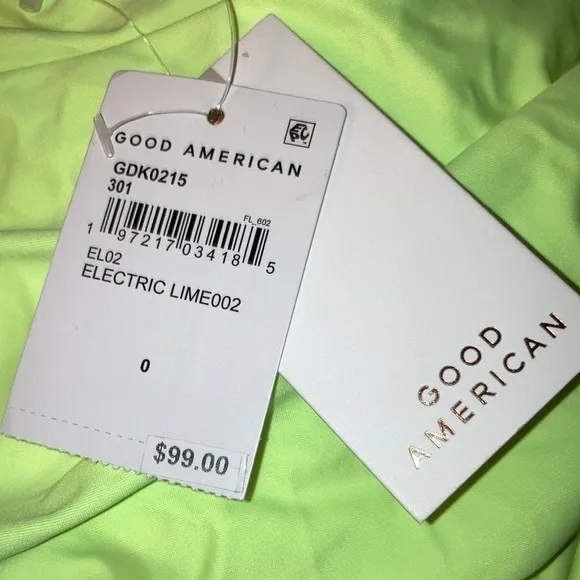 GOOD AMERICAN
GDK0215
301
FL_602
1 97217 03418 5
EL02
ELECTRIC LIME002
0
$99.00
GOOD
AMERICAN